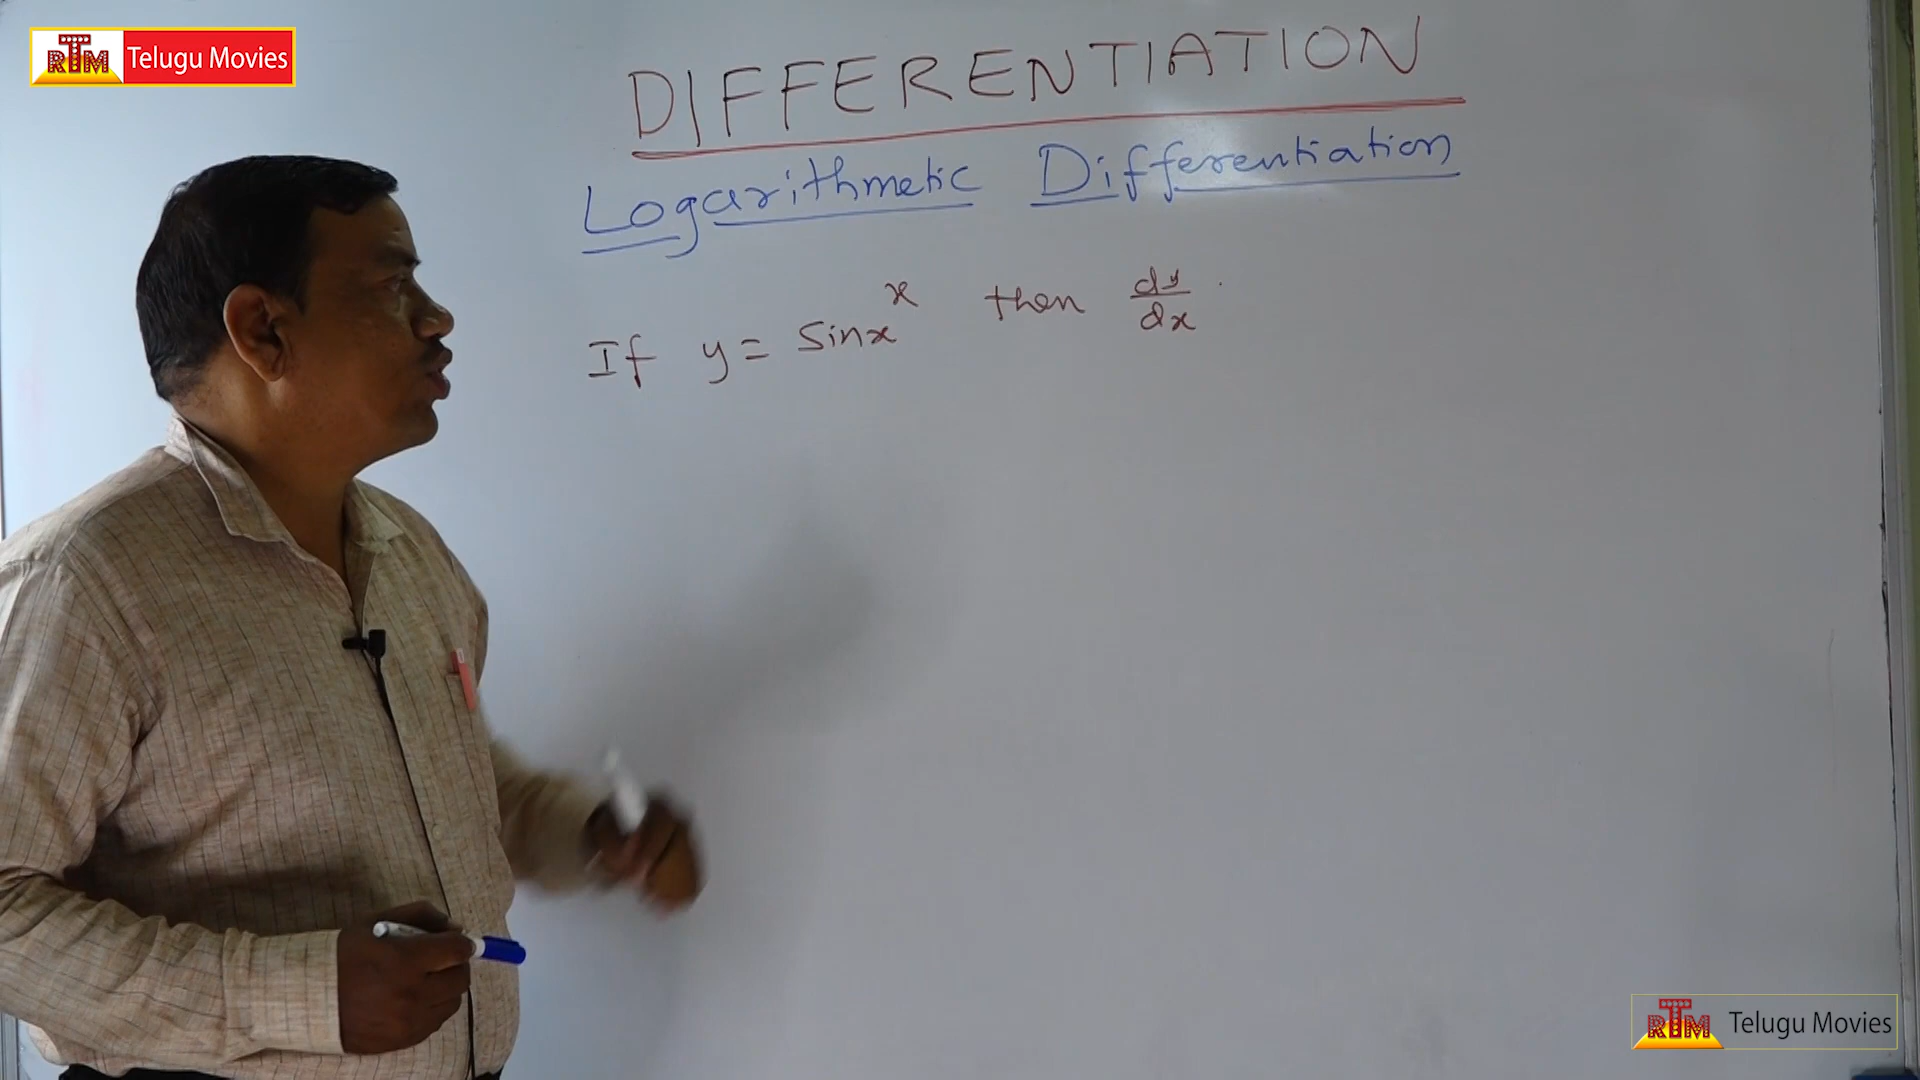 RTM Telugu Movies
DIFFERENTIATION
Logarithmetic Differentiation
If y = Sinx^x then dy/dx
RTM Telugu Movies